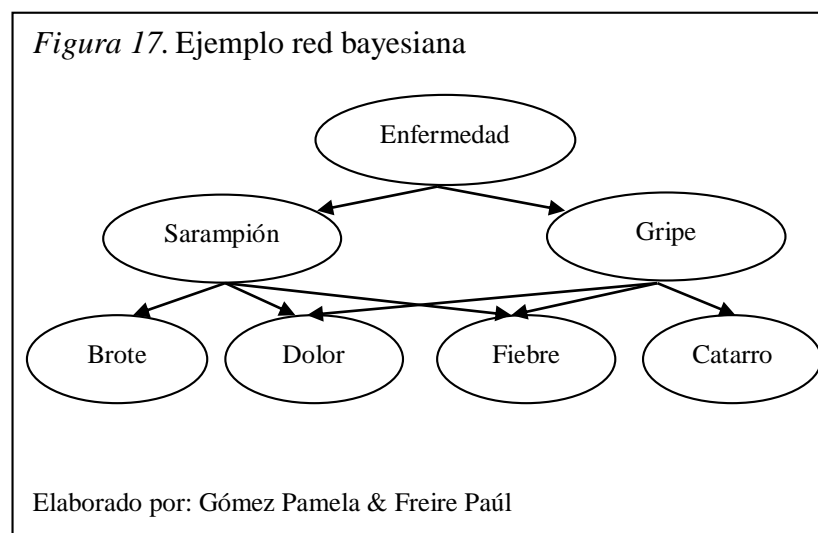 Figura 17. Ejemplo red bayesiana
Enfermedad
Sarampión
Gripe
Brote
Dolor
Fiebre
Catarro
Elaborado por: Gómez Pamela & Freire Paúl